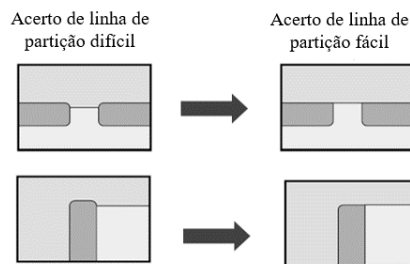 Acerto de linha de
partição difícil
Acerto de linha de
partição fácil